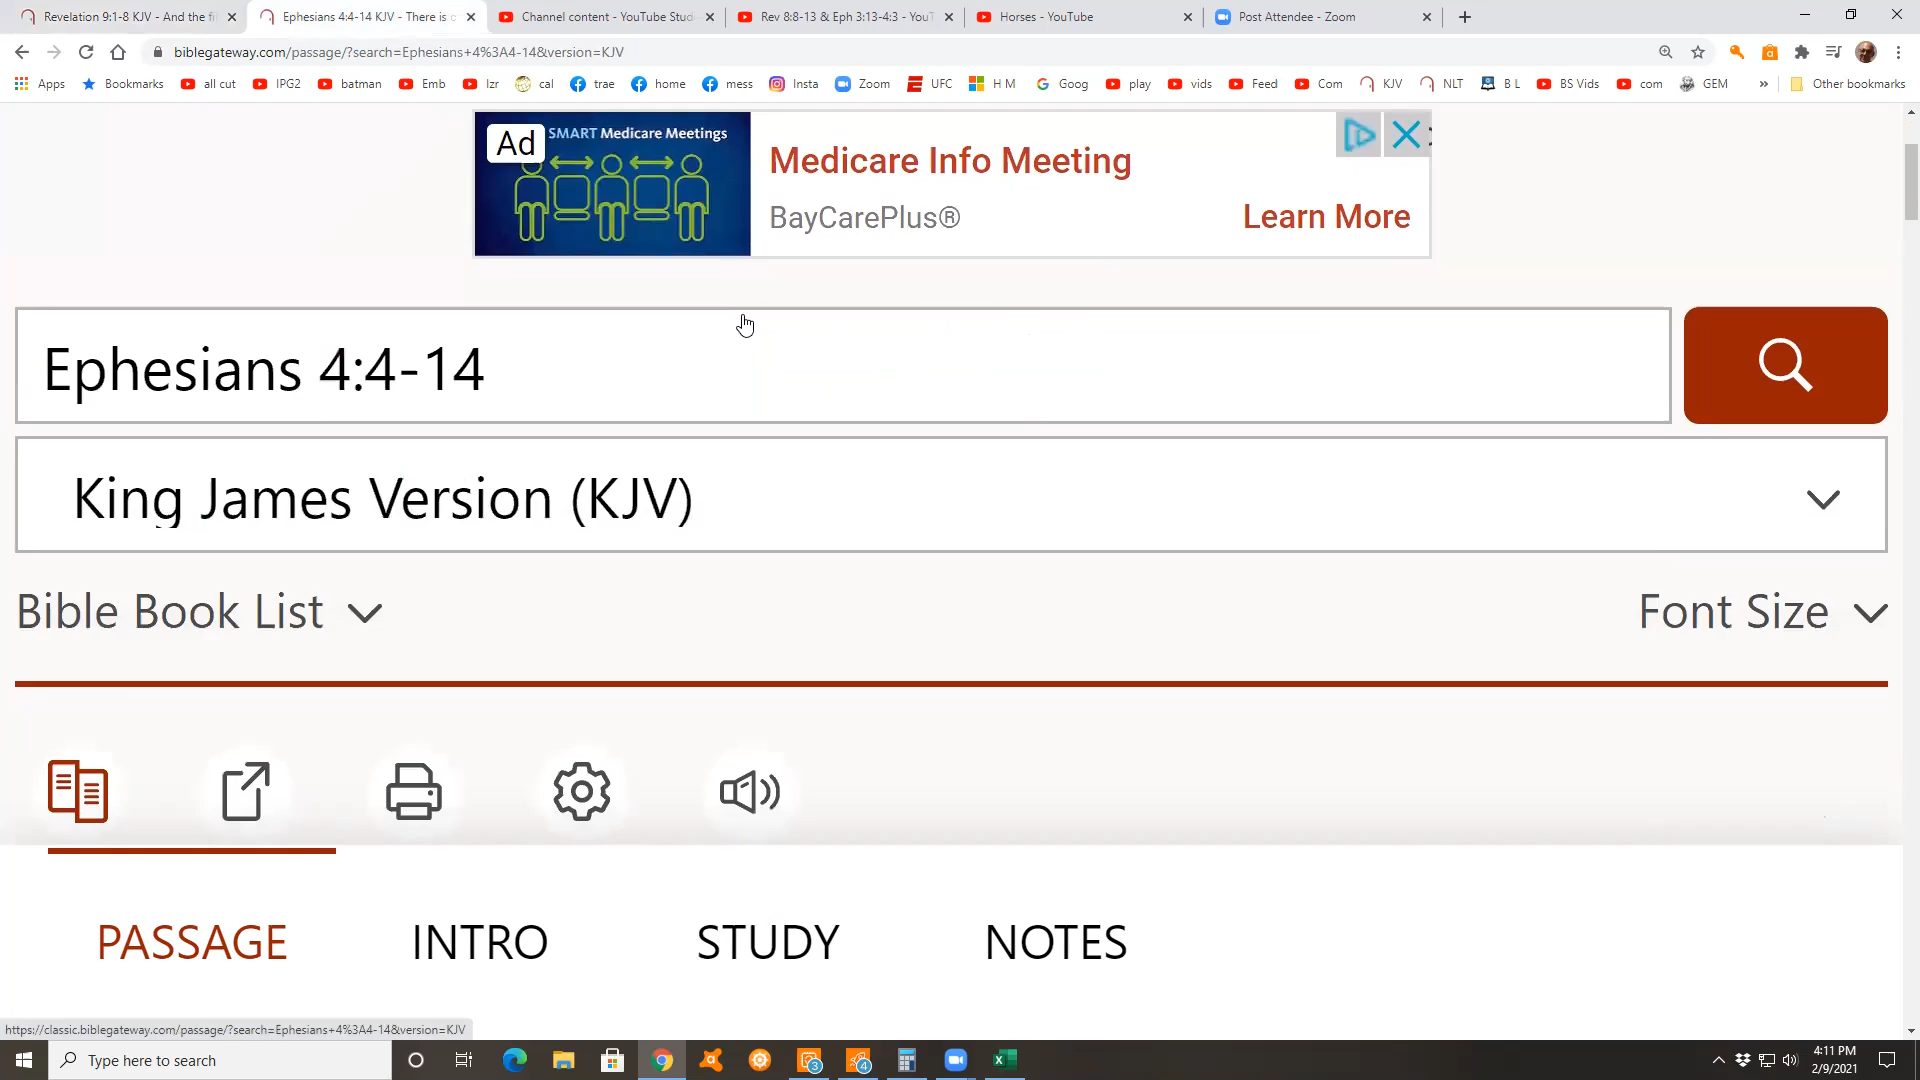 Revelation 9:1-8 KJV - And the fi
Ephesians 4:4-14 KJV - There is o
Channel content - YouTube Stud
Rev 8:8-13 & Eph 3:13-4:3 - YouT
Horses - YouTube
Post Attendee - Zoom
biblegateway.com/passage/?search=Ephesians+4%3A4-14&version=KJV
Apps
Bookmarks
all cut
IPG2
batman
Emb
Izr
cal
trae
home
mess
Insta
Zoom
UFC
H M
Goog
play
vids
Feed
Com
KJV
NLT
B L
BS Vids
com
GEM
»
Other bookmarks
Ad
SMART Medicare Meetings
Medicare Info Meeting
BayCarePlus®
Learn More
Ephesians 4:4-14
King James Version (KJV)
Bible Book List
Font Size
PASSAGE
INTRO
STUDY
NOTES
https://classic.biblegateway.com/passage/?search=Ephesians+4%3A4-14&version=KJV
Type here to search
3
4
4:11 PM
2/9/2021